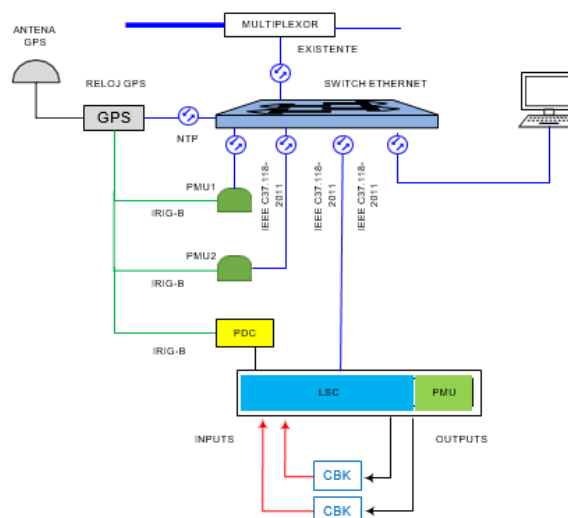 ANTENA
GPS
MULTIPLEXOR
EXISTENTE
RELOJ GPS
SWITCH ETHERNET
GPS
NTP
PMU1
IRIG-B
IEEE C37.118-
2011
IEEE C37.118-
2011
IEEE C37.118-
2011
PMU2
IRIG-B
PDC
IRIG-B
LSC
PMU
INPUTS
OUTPUTS
CBK
CBK